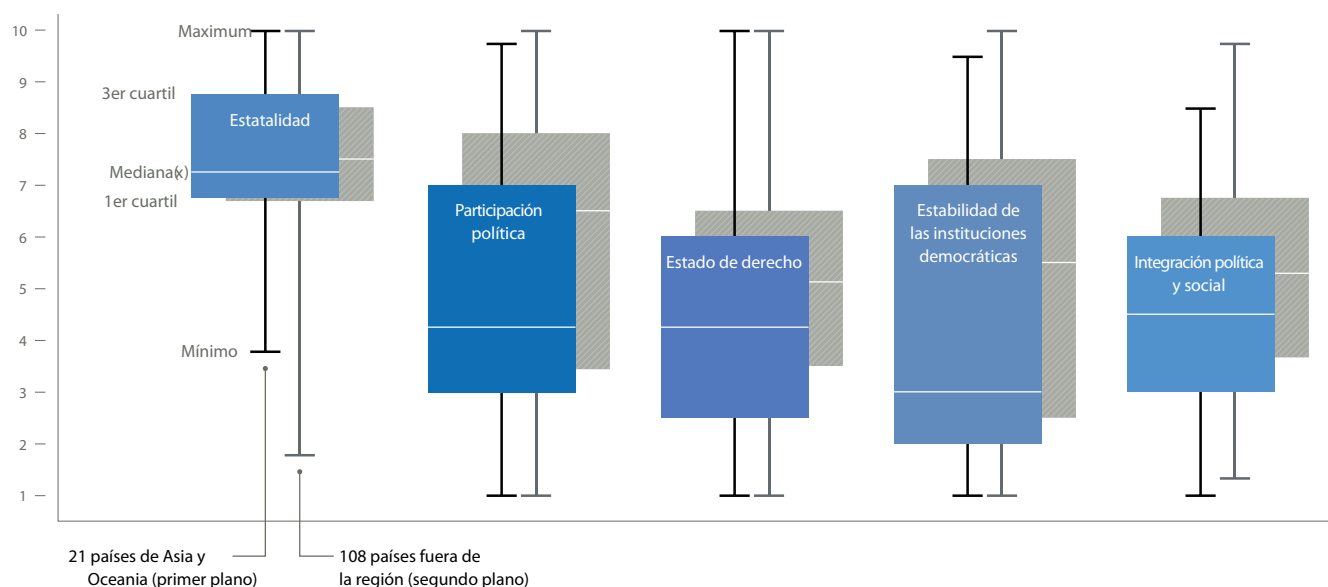 10
9
8
7
6
5
4
3
2
1
Maximum
3er cuartil
Mediana(x)
1er cuartil
Mínimo
Estatalidad
Participación
política
Estado de derecho
Estabilidad de
las instituciones
democráticas
Integración política
y social
21 países de Asia y
Oceania (primer plano)
108 países fuera de
la región (segundo plano)